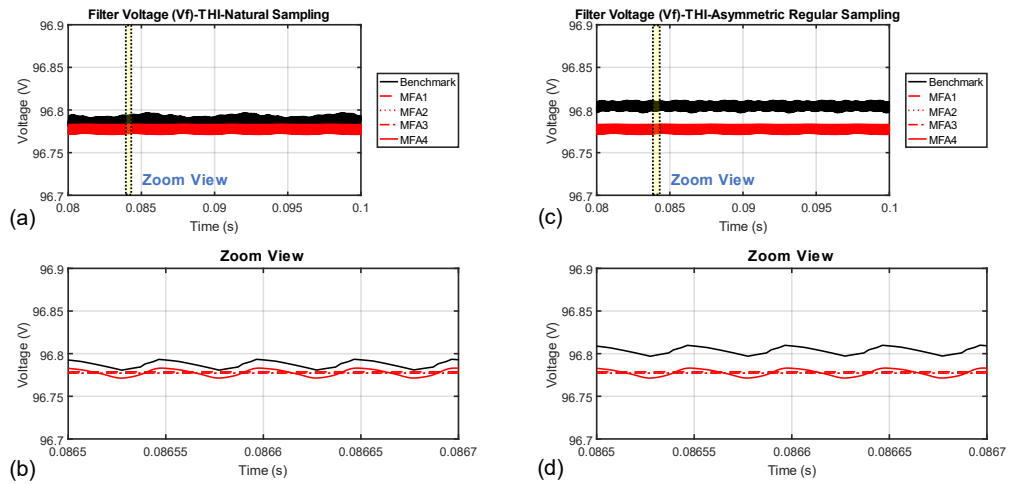 Filter Voltage (Vf)-THI-Natural Sampling
96.9
96.85
96.8
96.75
96.7
Voltage (V)
Zoom View
0.08
0.085
0.09
0.095
0.1
Time (s)
Benchmark
MFA1
MFA2
MFA3
MFA4
(a)
Filter Voltage (Vf)-THI-Asymmetric Regular Sampling
96.9
96.85
96.8
96.75
96.7
Voltage (V)
Zoom View
0.08
0.085
0.09
0.095
0.1
Time (s)
Benchmark
MFA1
MFA2
MFA3
MFA4
(c)
Zoom View
96.9
96.85
96.8
96.75
96.7
Voltage (V)
0.0865
0.08655
0.0866
0.08665
0.0867
Time (s)
(b)
Zoom View
96.9
96.85
96.8
96.75
96.7
Voltage (V)
0.0865
0.08655
0.0866
0.08665
0.0867
Time (s)
(d)